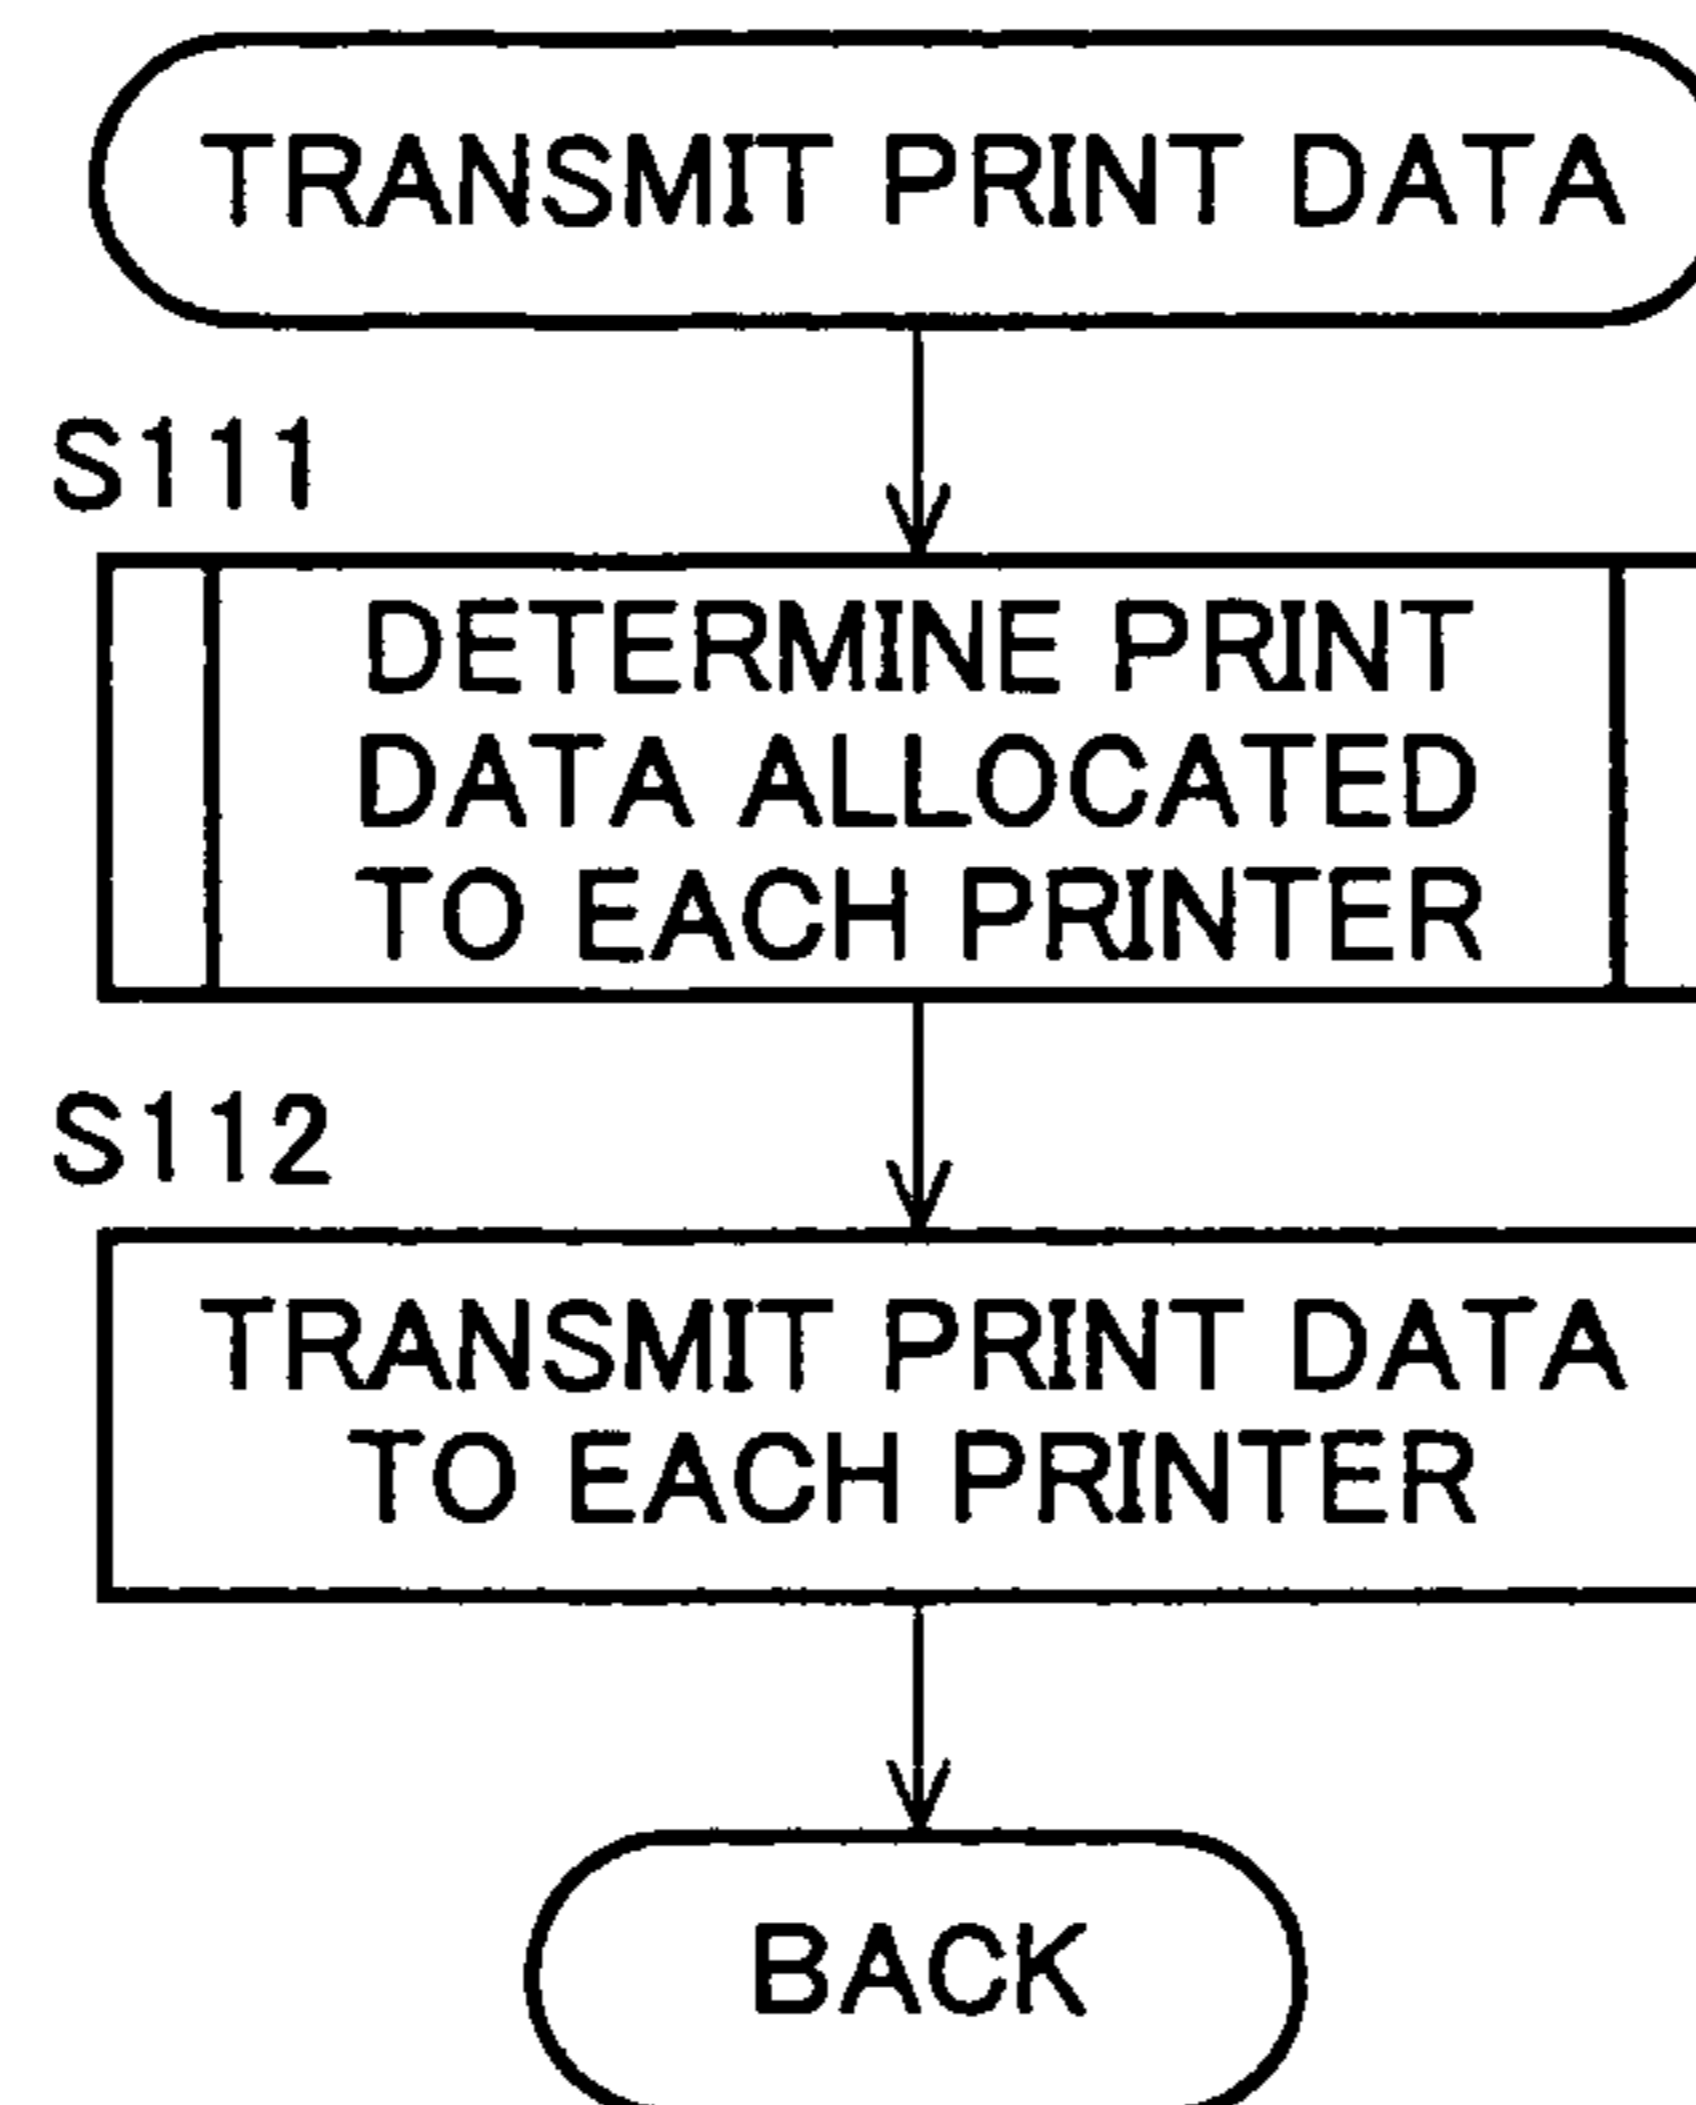 TRANSMIT PRINT DATA
S111
DETERMINE PRINT
DATA ALLOCATED
TO EACH PRINTER
S112
TRANSMIT PRINT DATA
TO EACH PRINTER
BACK